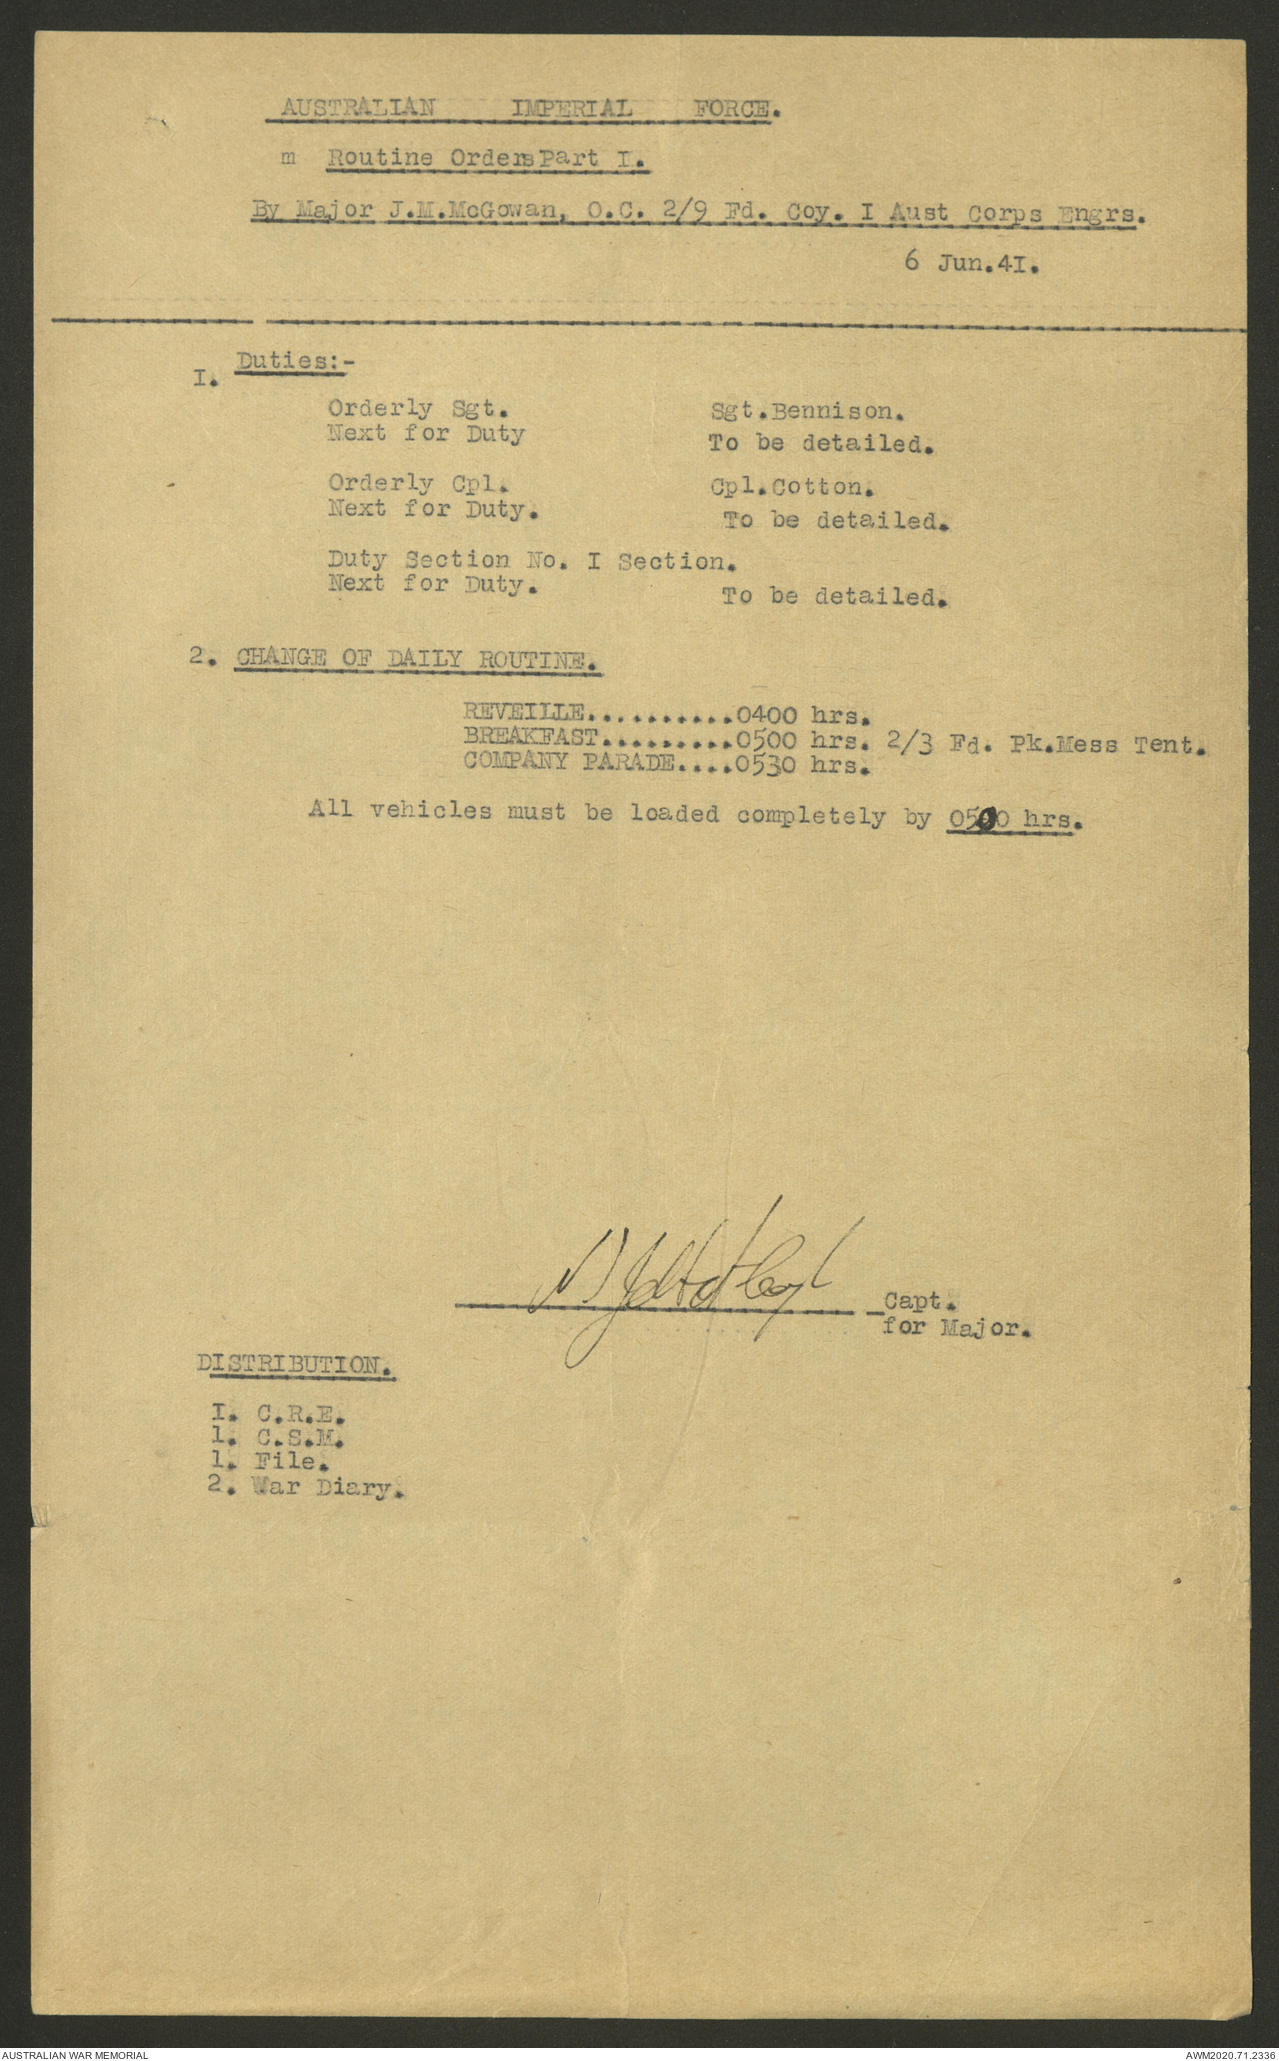 AUSTRALIAN IMPERIAL FORCE.
m Routine Orders Part I.
By Major J.M.McGowan, O.C. 2/9 Fd. Coy. I Aust Corps Engrs.
6 Jun.41.
I. Duties:-
Orderly Sgt. Sgt.Bennison.
Next for Duty To be detailed.
Orderly Cpl. Cpl.Cotton.
Next for Duty. To be detailed.
Duty Section No. I Section.
Next for Duty. To be detailed.
2. CHANGE OF DAILY ROUTINE.
REVEILLE..........0400 hrs.
BREAKFAST.........0500 hrs. 2/3 Fd. Pk.Mess Tent.
COMPANY PARADE....0530 hrs.
All vehicles must be loaded completely by 0500 hrs.
Capt.
for Major.
DISTRIBUTION.
I. C.R.E.
1. C.S.M.
1. File.
2. War Diary.
AUSTRALIAN WAR MEMORIAL
AWM2020.71.2336